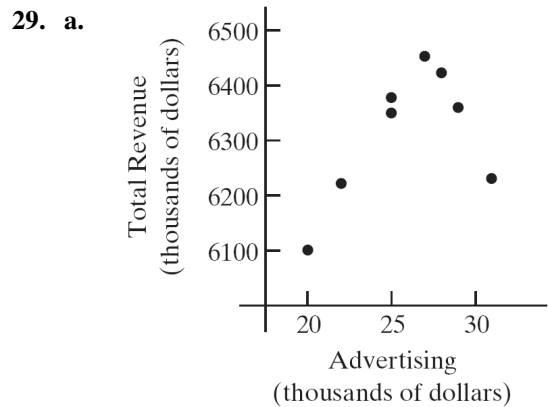 29. a.
Total Revenue
(thousands of dollars)
6500
6400
6300
6200
6100
20 25 30
Advertising
(thousands of dollars)